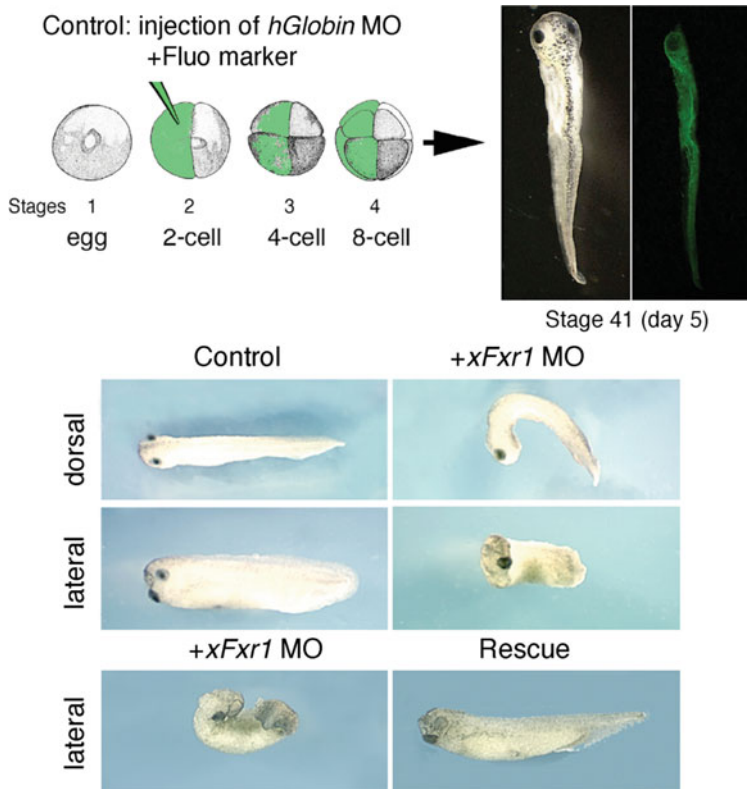 Control: injection of hGlobin MO
+Fluo marker
Stages 1 2 3 4
egg 2-cell 4-cell 8-cell
Stage 41 (day 5)
Control +xFxr1 MO
dorsal
lateral
+xFxr1 MO Rescue
lateral